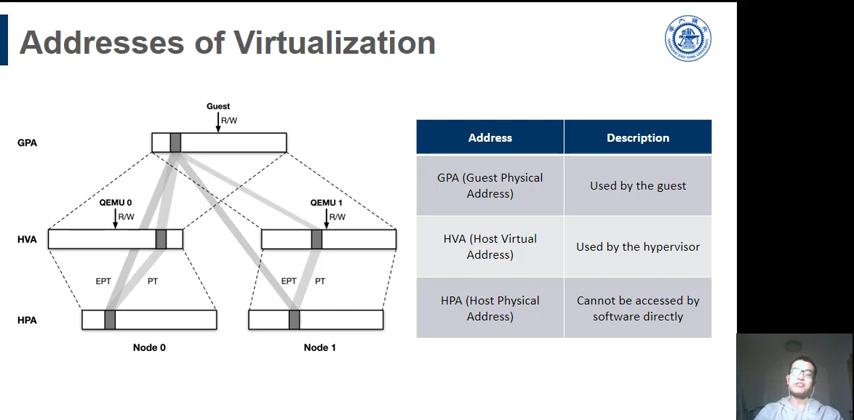 Addresses of Virtualization
Guest
R/W
GPA
QEMU 0
R/W
QEMU 1
R/W
HVA
EPT
PT
EPT
PT
HPA
Node 0
Node 1
Address
Description
GPA (Guest Physical
Address)
Used by the guest
HVA (Host Virtual
Address)
Used by the hypervisor
HPA (Host Physical
Address)
Cannot be accessed by
software directly